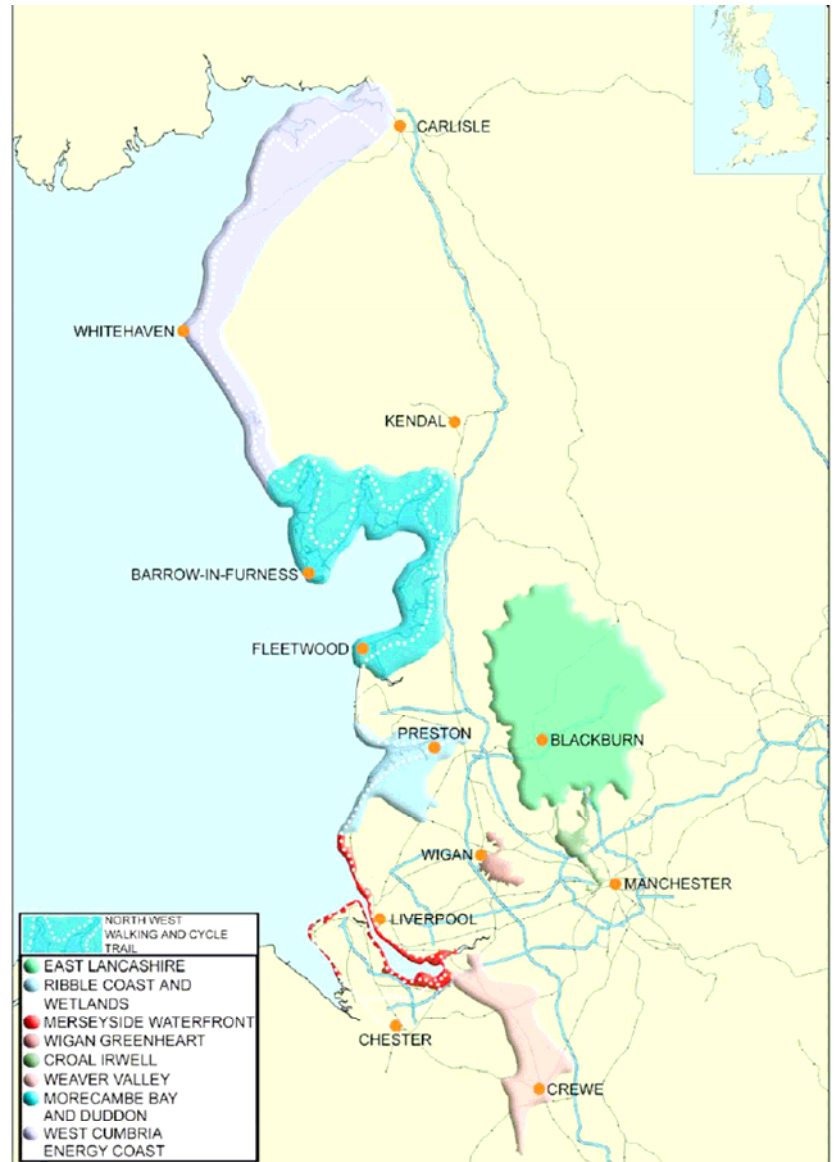 CARLISLE
WHITEHAVEN
KENDAL
BARROW-IN-FURNESS
FLEETWOOD
PRESTON
BLACKBURN
WIGAN
MANCHESTER
LIVERPOOL
CHESTER
CREWE
NORTH WEST
WALKING AND CYCLE
TRAIL
EAST LANCASHIRE
RIBBLE COAST AND
WETLANDS
MERSEYSIDE WATERFRONT
WIGAN GREENHEART
CROAL IRWELL
WEAVER VALLEY
MORECAMBE BAY
AND DUDDON
WEST CUMBRIA
ENERGY COAST